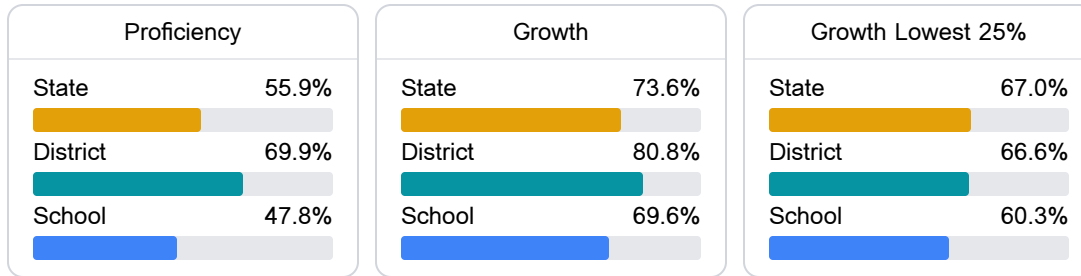 Proficiency
State 55.9%
District 69.9%
School 47.8%
Growth
State 73.6%
District 80.8%
School 69.6%
Growth Lowest 25%
State 67.0%
District 66.6%
School 60.3%